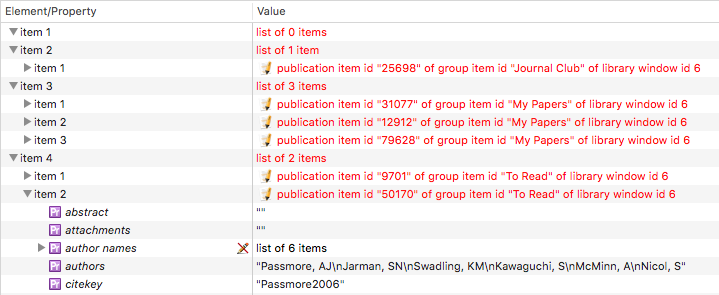 Element/Property Value
item 1 list of 0 items
item 2 list of 1 item
item 1 publication item id "25698" of group item id "Journal Club" of library window id 6
item 3 list of 3 items
item 1 publication item id "31077" of group item id "My Papers" of library window id 6
item 2 publication item id "12912" of group item id "My Papers" of library window id 6
item 3 publication item id "79628" of group item id "My Papers" of library window id 6
item 4 list of 2 items
item 1 publication item id "9701" of group item id "To Read" of library window id 6
item 2 publication item id "50170" of group item id "To Read" of library window id 6
Pr abstract ""
Pr attachments ""
Pr author names list of 6 items
Pr authors "Passmore, AJ\nJarman, SN\nSwadling, KM\nKawaguchi, S\nMcMinn, A\nNicol, S"
Pr citekey "Passmore2006"